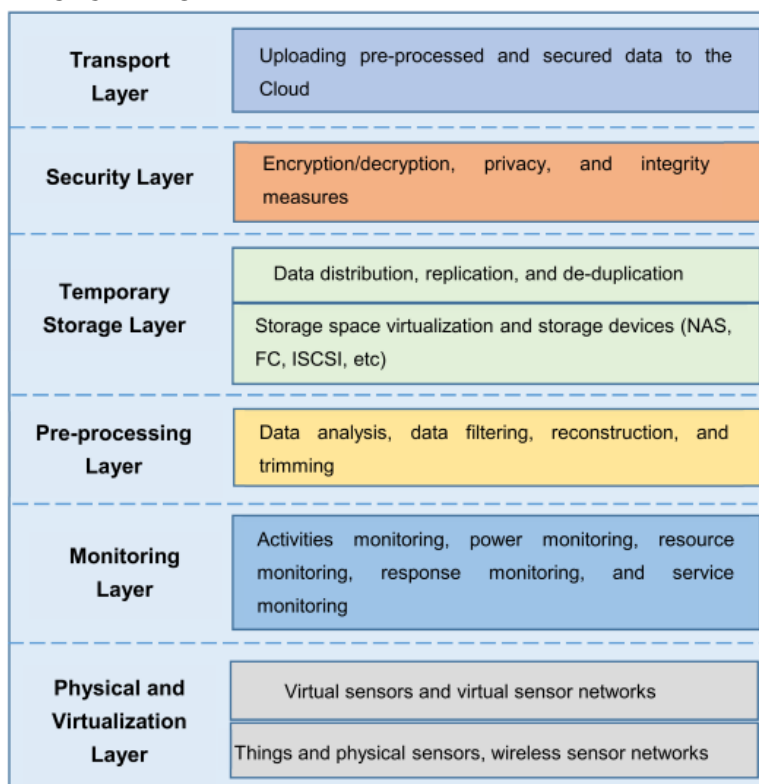 Transport
Layer
Uploading pre-processed and secured data to the
Cloud
Security Layer
Encryption/decryption, privacy, and integrity
measures
Temporary
Storage Layer
Data distribution, replication, and de-duplication
Storage space virtualization and storage devices (NAS,
FC, ISCSI, etc)
Pre-processing
Layer
Data analysis, data filtering, reconstruction, and
trimming
Monitoring
Layer
Activities monitoring, power monitoring, resource
monitoring, response monitoring, and service
monitoring
Physical and
Virtualization
Layer
Virtual sensors and virtual sensor networks
Things and physical sensors, wireless sensor networks